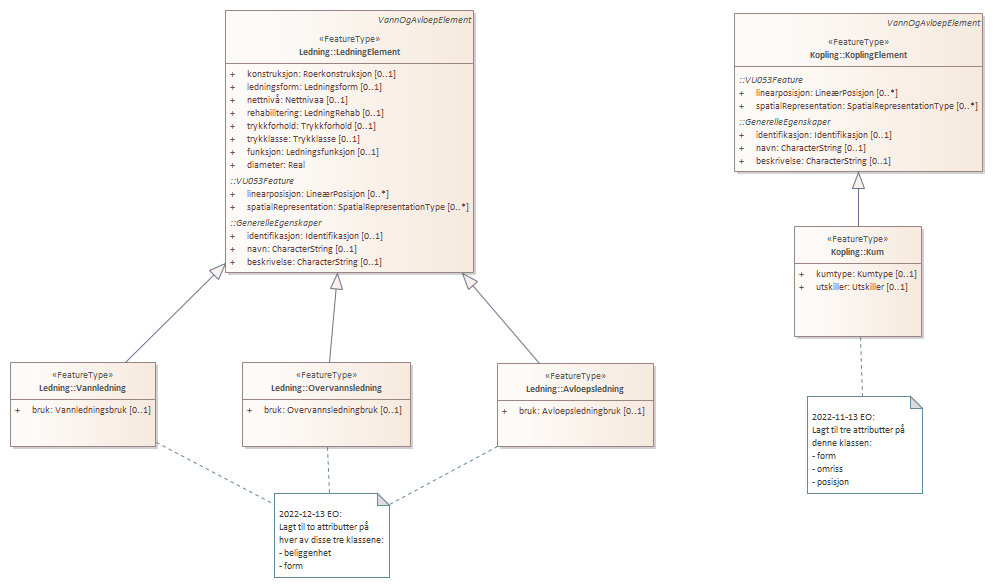 VannOgAvloepElement
«FeatureType»
Ledning::LedningElement
+ konstruksjon: Roerkonstruksjon [0..1]
+ ledningsform: Ledningsform [0..1]
+ nettnivå: Nettnivaa [0..1]
+ rehabilitering: LedningRehab [0..1]
+ trykkforhold: Trykkforhold [0..1]
+ trykklasse: Trykklasse [0..1]
+ funksjon: Ledningsfunksjon [0..1]
+ diameter: Real
::VU053Feature
+ linearposisjon: LineærPosisjon [0..*]
+ spatialRepresentation: SpatialRepresentationType [0..*]
::GenerelleEgenskaper
+ identifikasjon: Identifikasjon [0..1]
+ navn: CharacterString [0..1]
+ beskrivelse: CharacterString [0..1]
VannOgAvloepElement
«FeatureType»
Kopling::KoplingElement
::VU053Feature
+ linearposisjon: LineærPosisjon [0..*]
+ spatialRepresentation: SpatialRepresentationType [0..*]
::GenerelleEgenskaper
+ identifikasjon: Identifikasjon [0..1]
+ navn: CharacterString [0..1]
+ beskrivelse: CharacterString [0..1]
«FeatureType»
Kopling::Kum
+ kumtype: Kumtype [0..1]
+ utskiller: Utskiller [0..1]
«FeatureType»
Ledning::Vannledning
+ bruk: Vannledningsbruk [0..1]
«FeatureType»
Ledning::Overvannsledning
+ bruk: Overvannsledningbruk [0..1]
«FeatureType»
Ledning::Avloepsledning
+ bruk: Avloepsledningbruk [0..1]
2022-11-13 EO:
Lagt til tre attributter på
denne klassen:
- form
- omriss
- posisjon
2022-12-13 EO:
Lagt til to attributter på
hver av disse tre klassene:
- beliggenhet
- form